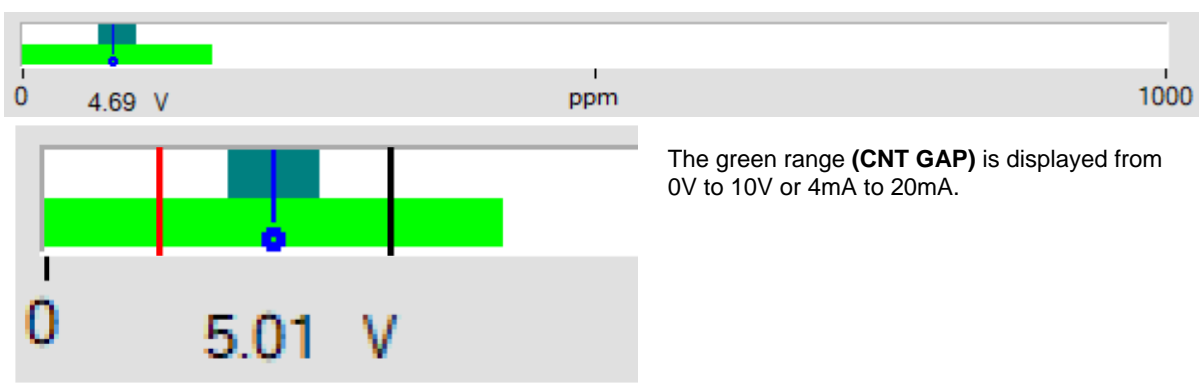 0 4.69 V ppm 1000
The green range (CNT GAP) is displayed from
0V to 10V or 4mA to 20mA.
0 5.01 V